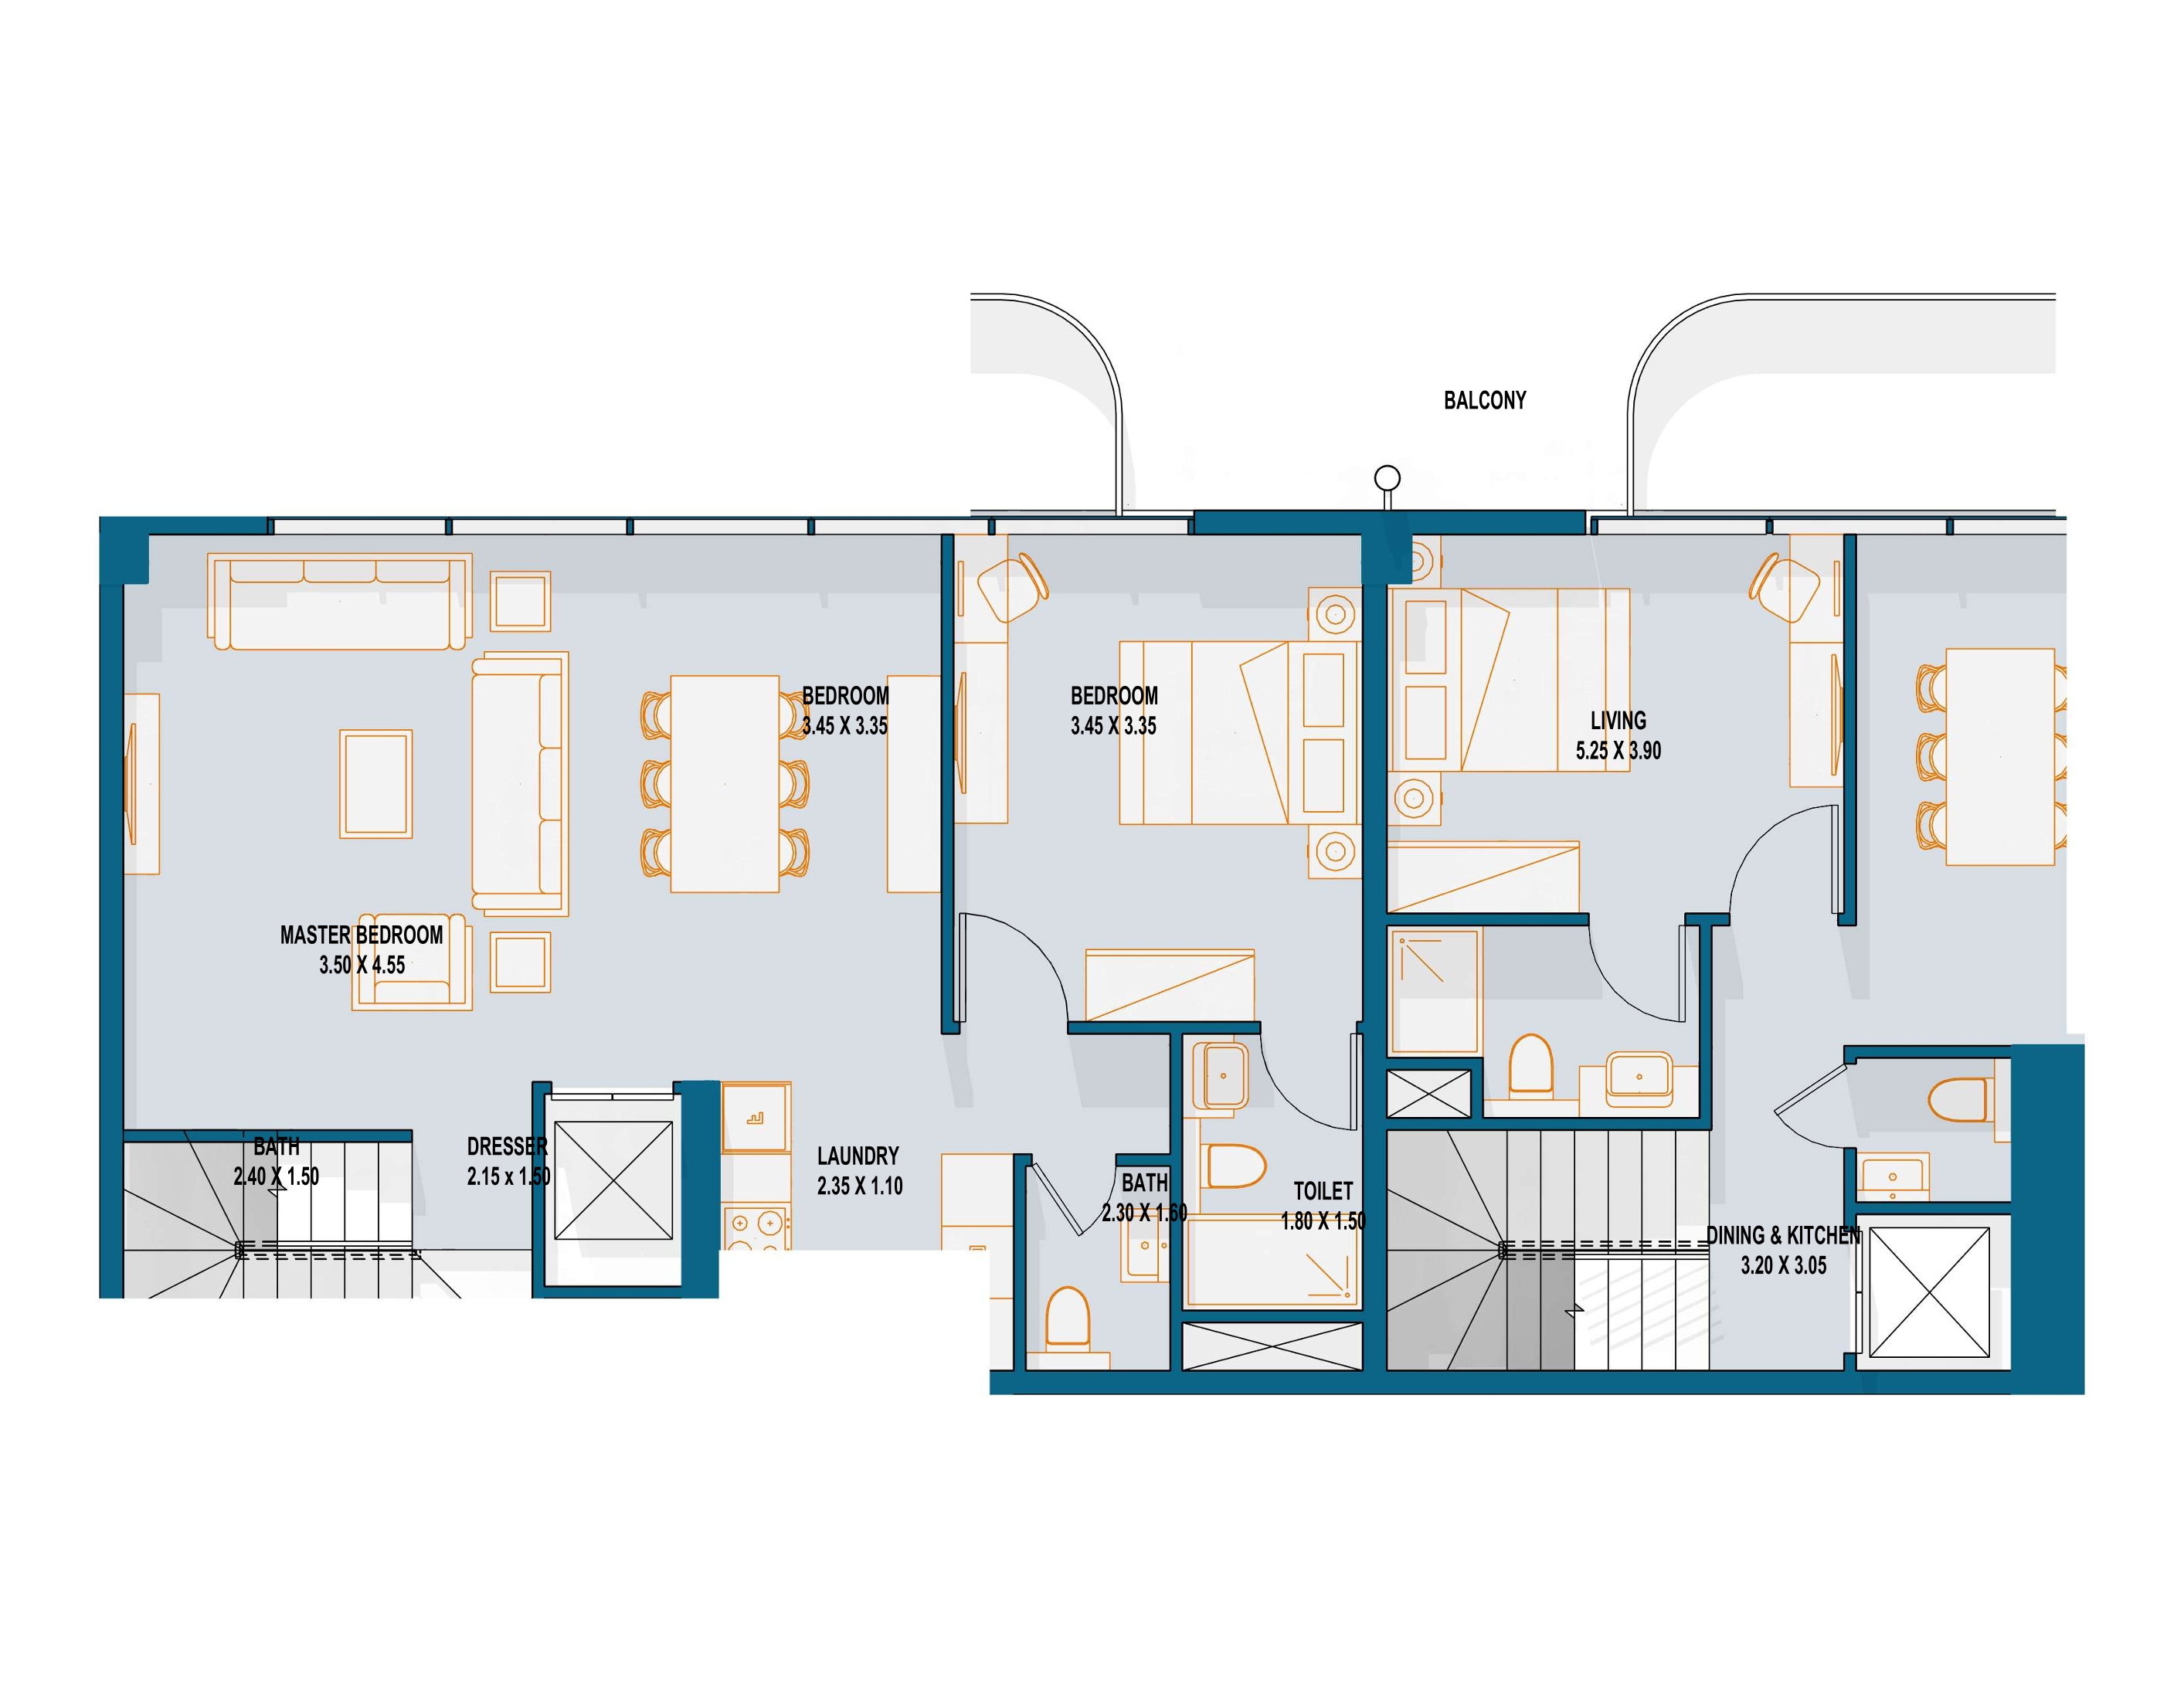 BALCONY
BEDROOM
3.45 X 3.35
BEDROOM
3.45 X 3.35
LIVING
5.25 X 3.90
MASTER BEDROOM
3.50 X 4.55
BATH
2.40 X 1.50
DRESSER
2.15 x 1.50
LAUNDRY
2.35 X 1.10
BATH
2.30 X 1.60
TOILET
1.80 X 1.50
DINING & KITCHEN
3.20 X 3.05